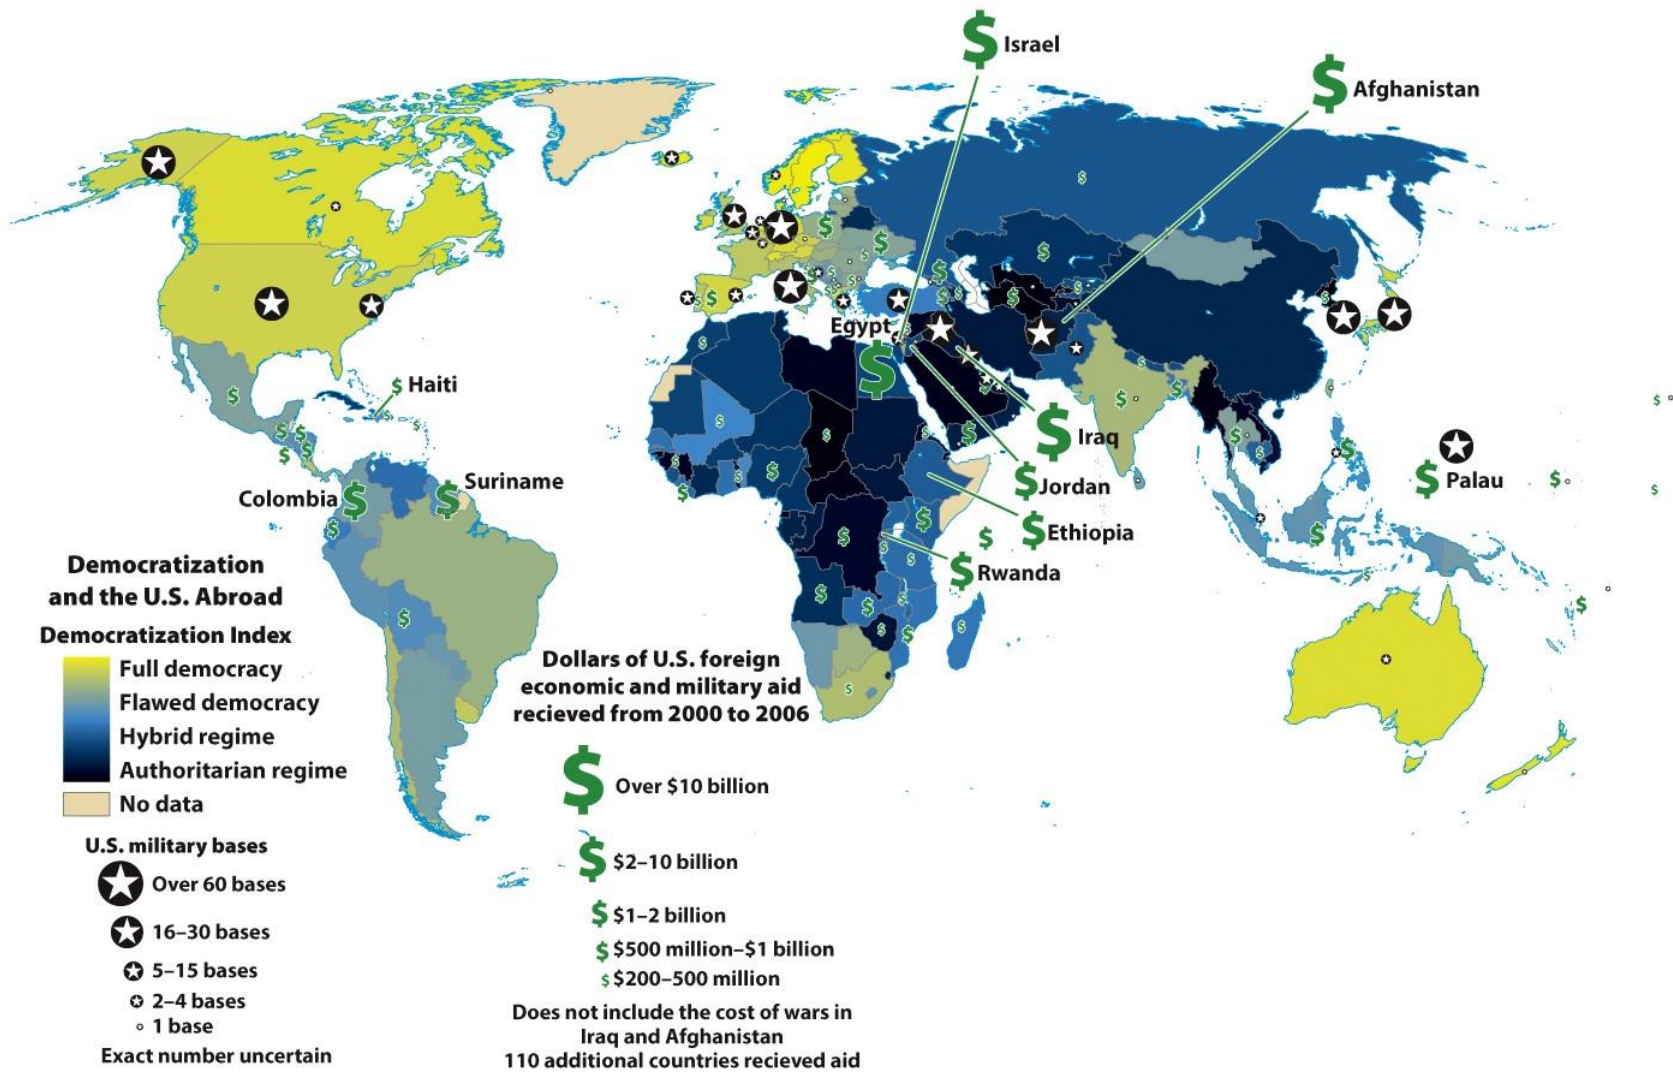 Israel
Afghanistan
Egypt
Haiti
Iraq
Suriname
Colombia
Jordan
Palau
Ethiopia
Rwanda
Democratization
and the U.S. Abroad
Democratization Index
Full democracy
Flawed democracy
Hybrid regime
Authoritarian regime
No data
U.S. military bases
Over 60 bases
16–30 bases
5–15 bases
2–4 bases
1 base
Exact number uncertain
Dollars of U.S. foreign
economic and military aid
recieved from 2000 to 2006
$ Over $10 billion
$ $2–10 billion
$ $1–2 billion
$ $500 million–$1 billion
$ $200–500 million
Does not include the cost of wars in
Iraq and Afghanistan
110 additional countries recieved aid